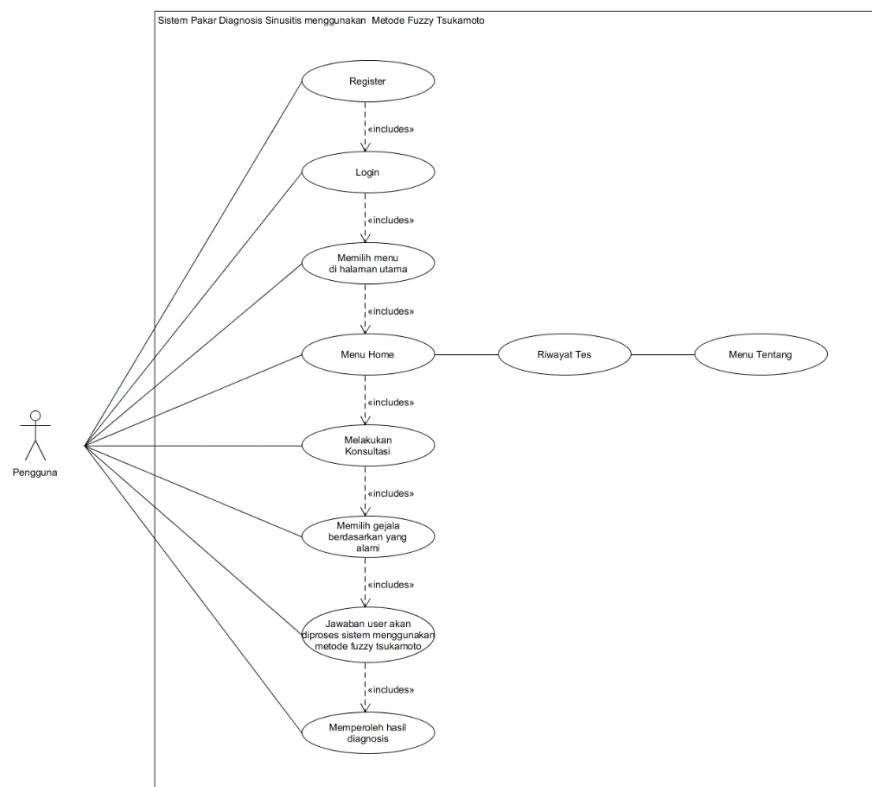 Sistem Pakar Diagnosis Sinusitis menggunakan Metode Fuzzy Tsukamoto
Register
«includes»
Login
«includes»
Memilih menu
di halaman utama
«includes»
Menu Home
Riwayat Tes
Menu Tentang
«includes»
Melakukan
Konsultasi
Pengguna
«includes»
Memilih gejala
berdasarkan yang
alami
«includes»
Jawaban user akan
diproses sistem menggunakan
metode fuzzy tsukamoto
«includes»
Memperoleh hasil
diagnosis